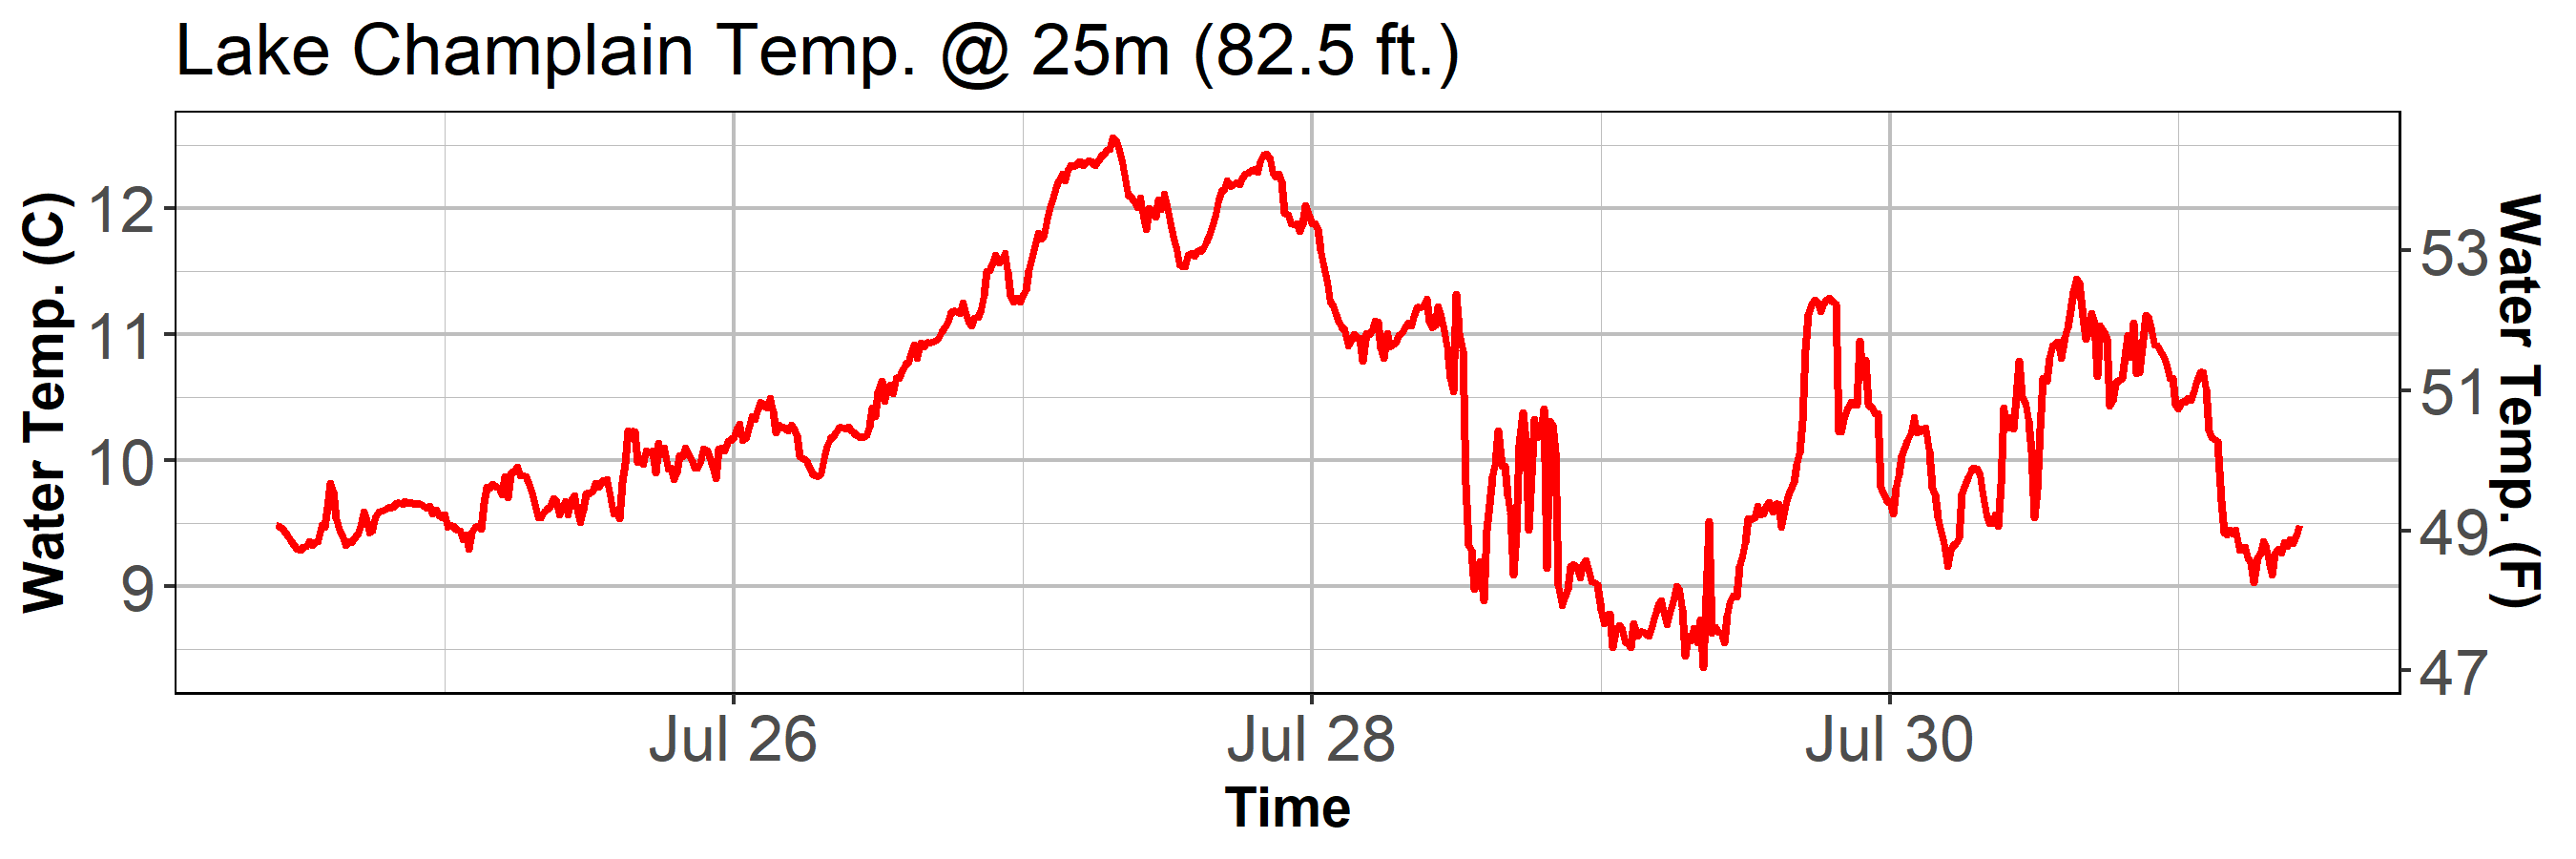 Lake Champlain Temp. @ 25m (82.5 ft.)
Water Temp. (C)
12
11
10
9
53
51
49
47
Water Temp. (F)
Jul 26
Jul 28
Jul 30
Time